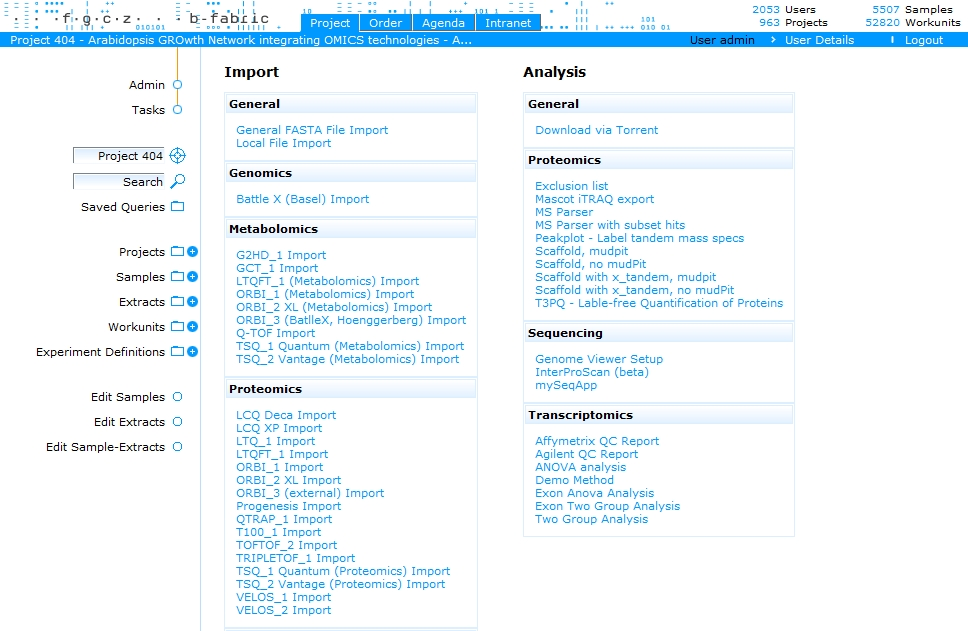 f·g·c·z· · · b-fabric
Project
Order
Agenda
Intranet
2053 Users
5507 Samples
963 Projects
52820 Workunits
Project 404 - Arabidopsis GROwth Network integrating OMICS technologies - A...
User admin
User Details
Logout
Admin
Tasks
Project 404
Search
Saved Queries
Projects
Samples
Extracts
Workunits
Experiment Definitions
Edit Samples
Edit Extracts
Edit Sample-Extracts
Import
General
General FASTA File Import
Local File Import
Genomics
Battle X (Basel) Import
Metabolomics
G2HD_1 Import
GCT_1 Import
LTQFT_1 (Metabolomics) Import
ORBI_1 (Metabolomics) Import
ORBI_2 XL (Metabolomics) Import
ORBI_3 (BatlleX, Hoenggerberg) Import
Q-TOF Import
TSQ_1 Quantum (Metabolomics) Import
TSQ_2 Vantage (Metabolomics) Import
Proteomics
LCQ Deca Import
LCQ XP Import
LTQ_1 Import
LTQFT_1 Import
ORBI_1 Import
ORBI_2 XL Import
ORBI_3 (external) Import
Progenesis Import
QTRAP_1 Import
T100_1 Import
TOFTOF_2 Import
TRIPLETOF_1 Import
TSQ_1 Quantum (Proteomics) Import
TSQ_2 Vantage (Proteomics) Import
VELOS_1 Import
VELOS_2 Import
Analysis
General
Download via Torrent
Proteomics
Exclusion list
Mascot iTRAQ export
MS Parser
MS Parser with subset hits
Peakplot - Label tandem mass specs
Scaffold, mudpit
Scaffold, no mudPit
Scaffold with x_tandem, mudpit
Scaffold with x_tandem, no mudPit
T3PQ - Lable-free Quantification of Proteins
Sequencing
Genome Viewer Setup
InterProScan (beta)
mySeqApp
Transcriptomics
Affymetrix QC Report
Agilent QC Report
ANOVA analysis
Demo Method
Exon Anova Analysis
Exon Two Group Analysis
Two Group Analysis